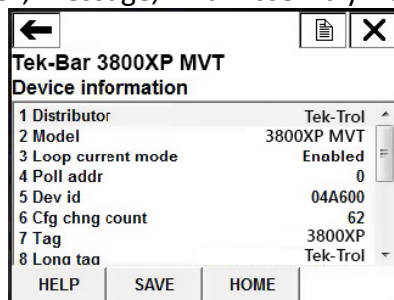 Tek-Bar 3800XP MVT
Device information
1 Distributor Tek-Trol
2 Model 3800XP MVT
3 Loop current mode Enabled
4 Poll addr 0
5 Dev id 04A600
6 Cfg chng count 62
7 Tag 3800XP
8 Long tag Tek-Trol
HELP SAVE HOME